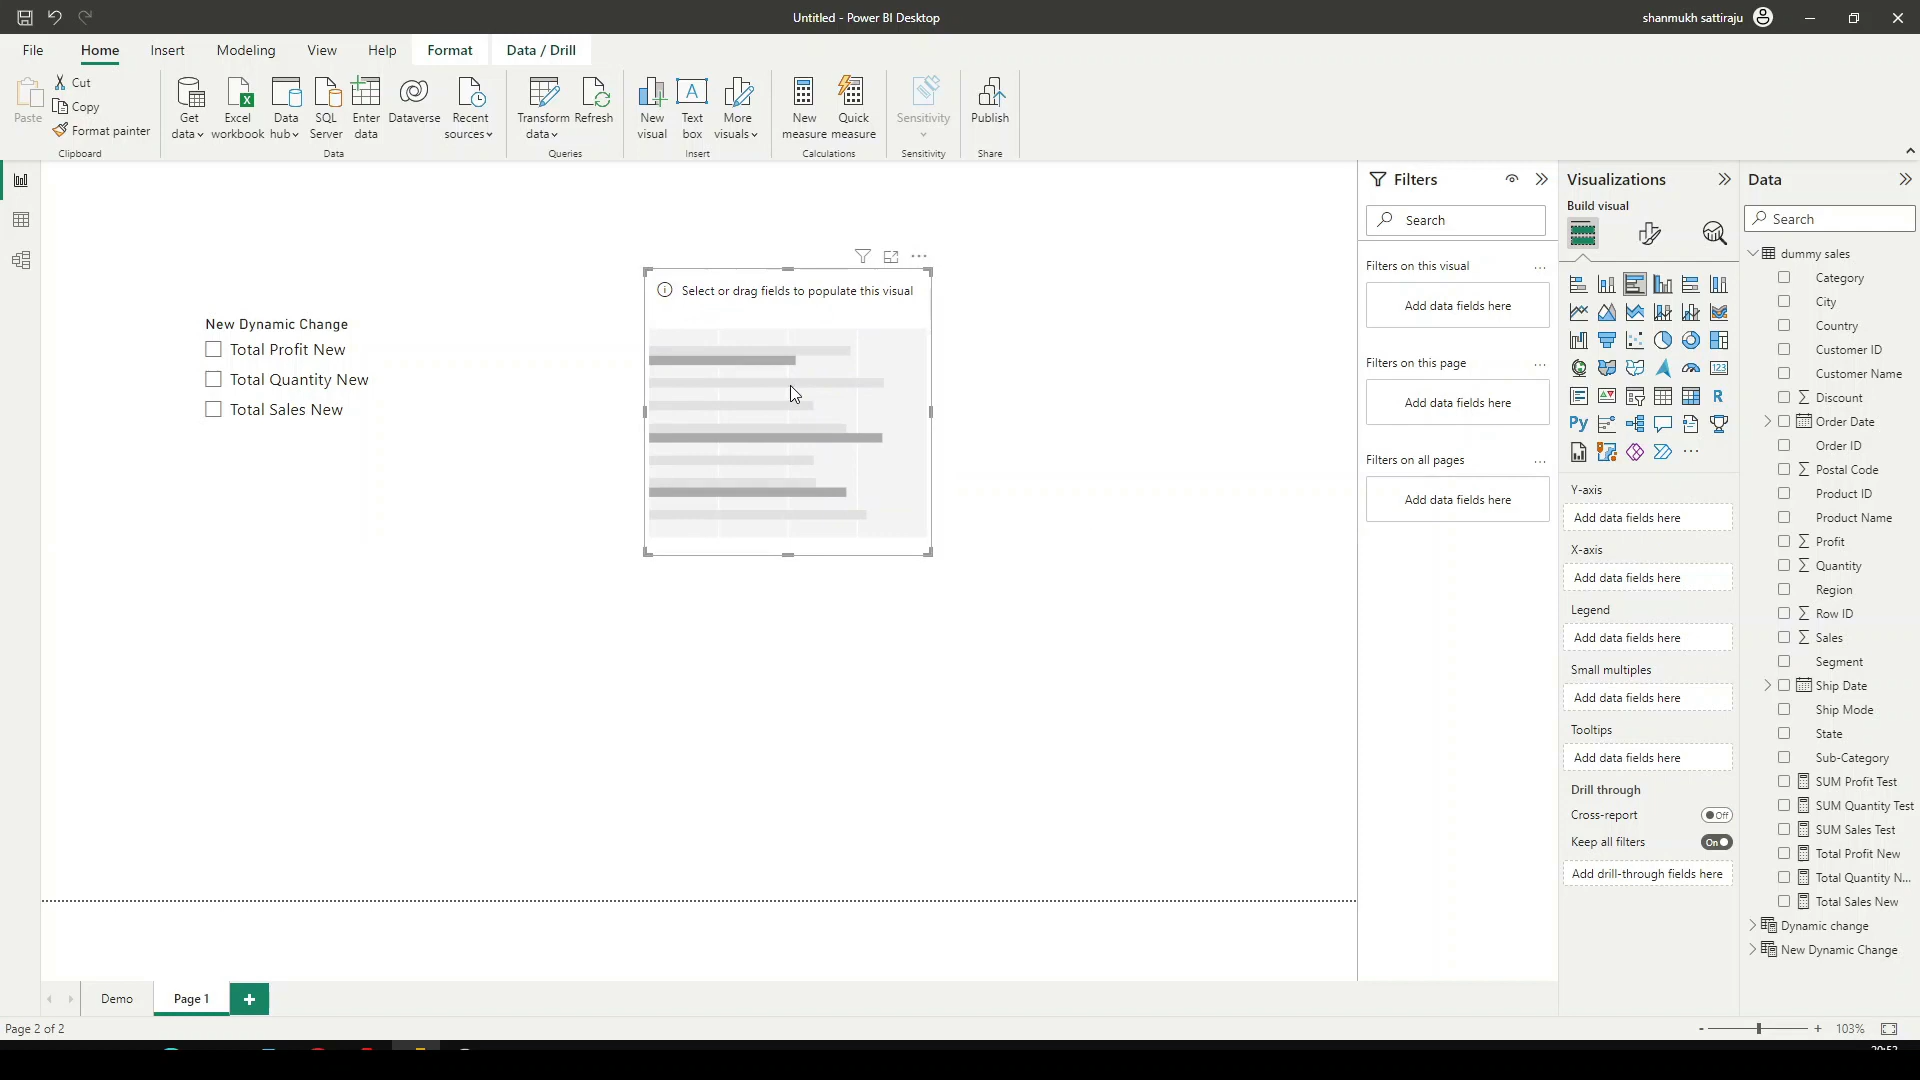 Untitled - Power BI Desktop
shanmukh sattiraju
File
Home
Insert
Modeling
View
Help
Format
Data / Drill
Paste
Cut
Copy
Format painter
Clipboard
Get
data
Excel
workbook
Data
hub
SQL
Server
Enter
data
Dataverse
Recent
sources
Data
Transform
data
Refresh
Queries
New
visual
Text
box
More
visuals
Insert
New
measure
Quick
measure
Calculations
Sensitivity
Sensitivity
Publish
Share
New Dynamic Change
Total Profit New
Total Quantity New
Total Sales New
Select or drag fields to populate this visual
Filters
Search
Filters on this visual
Add data fields here
Filters on this page
Add data fields here
Filters on all pages
Add data fields here
Visualizations
Build visual
123
R
Py
Y-axis
Add data fields here
X-axis
Add data fields here
Legend
Add data fields here
Small multiples
Add data fields here
Tooltips
Add data fields here
Drill through
Cross-report
Off
Keep all filters
On
Add drill-through fields here
Data
Search
dummy sales
Category
City
Country
Customer ID
Customer Name
Discount
Order Date
Order ID
Postal Code
Product ID
Product Name
Profit
Quantity
Region
Row ID
Sales
Segment
Ship Date
Ship Mode
State
Sub-Category
SUM Profit Test
SUM Quantity Test
SUM Sales Test
Total Profit New
Total Quantity N...
Total Sales New
Dynamic change
New Dynamic Change
Demo
Page 1
Page 2 of 2
103%